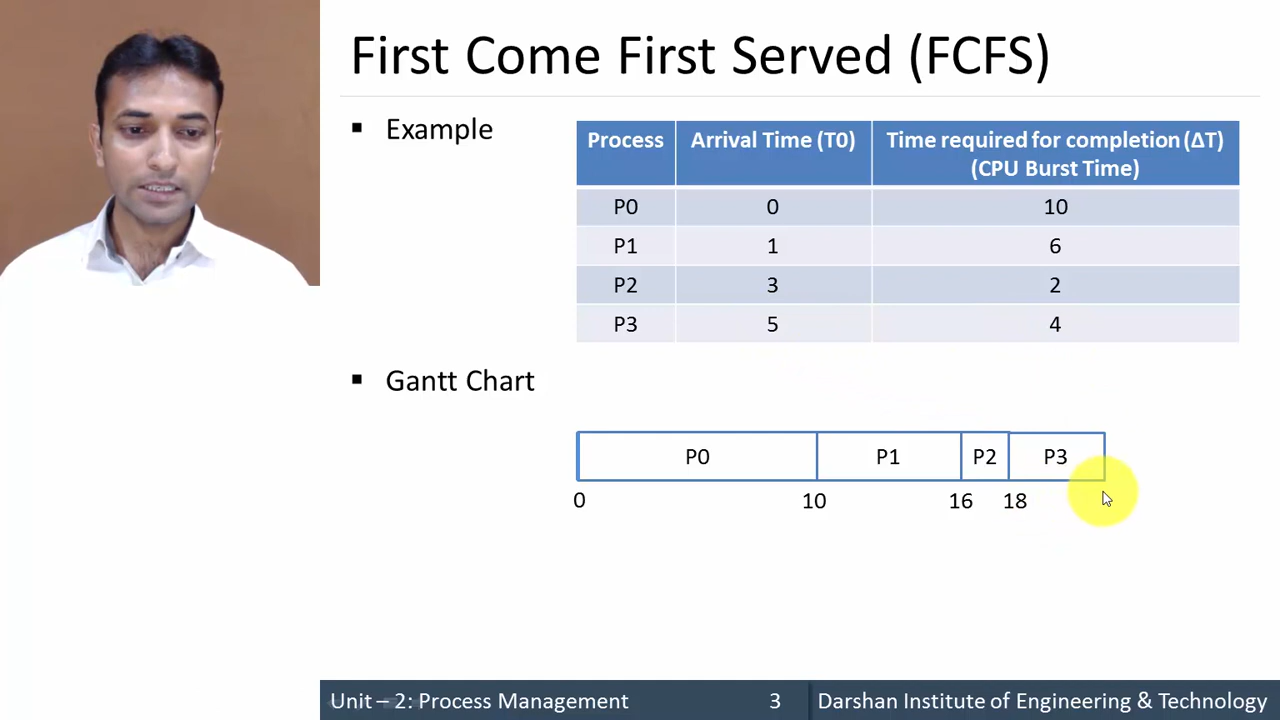 First Come First Served (FCFS)
▪ Example
Process Arrival Time (T0) Time required for completion (ΔT) (CPU Burst Time)
P0 0 10
P1 1 6
P2 3 2
P3 5 4
▪ Gantt Chart
P0 P1 P2 P3
0 10 16 18
Unit – 2: Process Management 3 Darshan Institute of Engineering & Technology